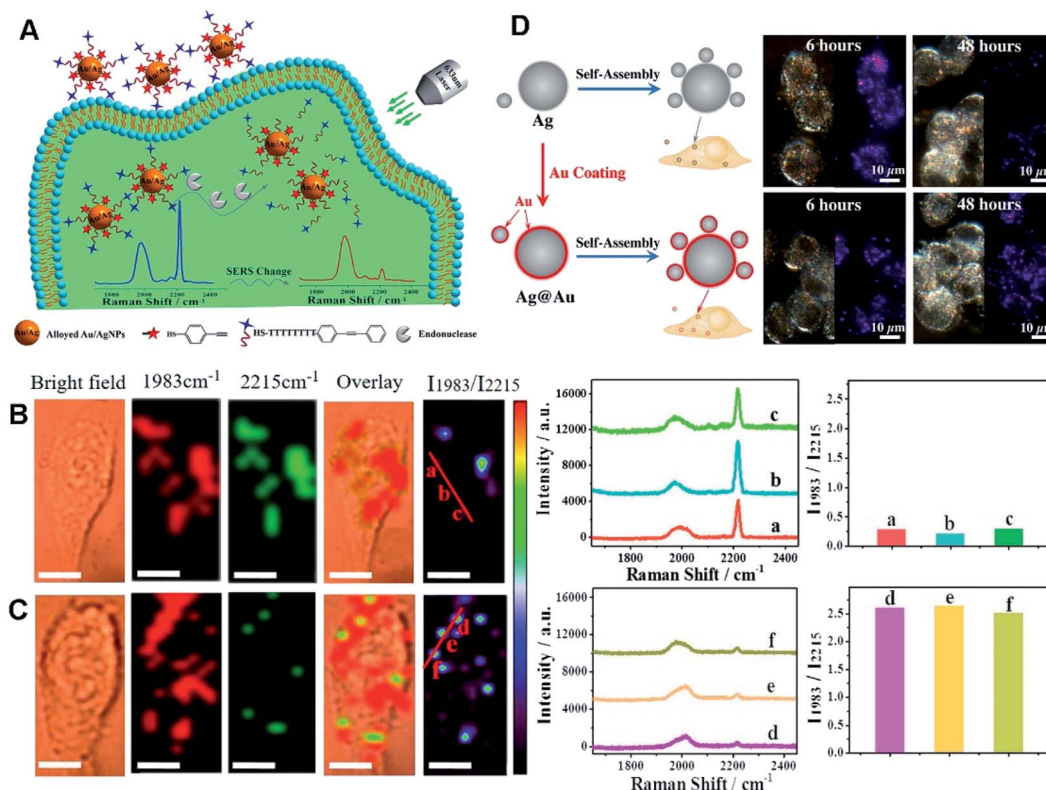 A
Au/Ag
Au/Ag
Au/Ag
633nm
Laser
Au/Ag
Au/Ag
Au/Ag
Au/Ag
SERS Change
1800 2000 2200 2400
Raman Shift / cm-1
1800 2000 2200 2400
Raman Shift / cm-1
Au/Ag
Alloyed Au/AgNPs
HS
HS-TTTTTTTT
Endonuclease
D
Self-Assembly
Ag
Au Coating
Au
Self-Assembly
Ag@Au
6 hours
10 μm
48 hours
10 μm
6 hours
10 μm
48 hours
10 μm
Bright field 1983cm-1 2215cm-1 Overlay I1983/I2215
B
a
b
c
C
d
e
f
Intensity / a.u.
16000
12000
8000
4000
0
c
b
a
1800 2000 2200 2400
Raman Shift / cm-1
I1983 / I2215
2.5
2.0
1.5
1.0
0.5
0.0
a b c
Intensity / a.u.
16000
12000
8000
4000
0
f
e
d
1800 2000 2200 2400
Raman Shift / cm-1
I1983 / I2215
2.5
2.0
1.5
1.0
0.5
0.0
d e f